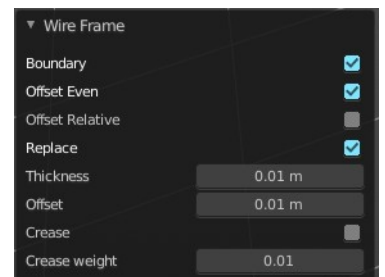 Wire Frame
Boundary
Offset Even
Offset Relative
Replace
Thickness 0.01 m
Offset 0.01 m
Crease
Crease weight 0.01